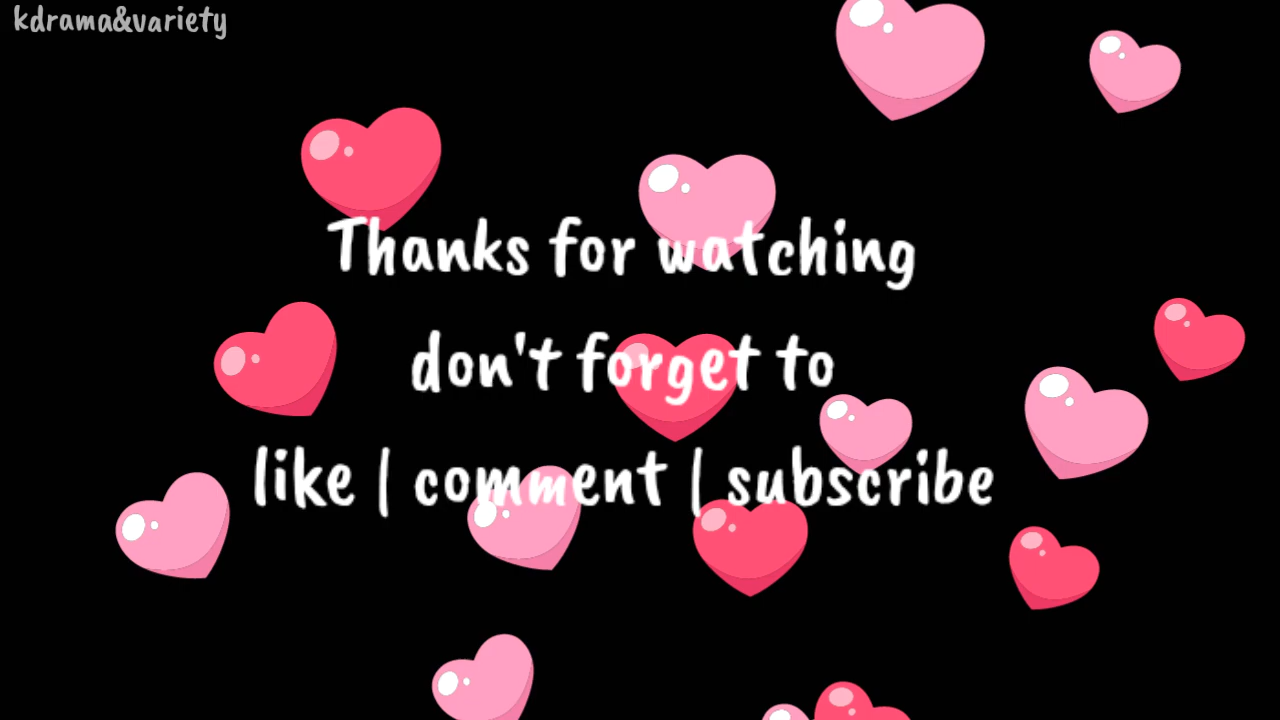 kdrama&variety
Thanks for watching
don't forget to
like | comment | subscribe